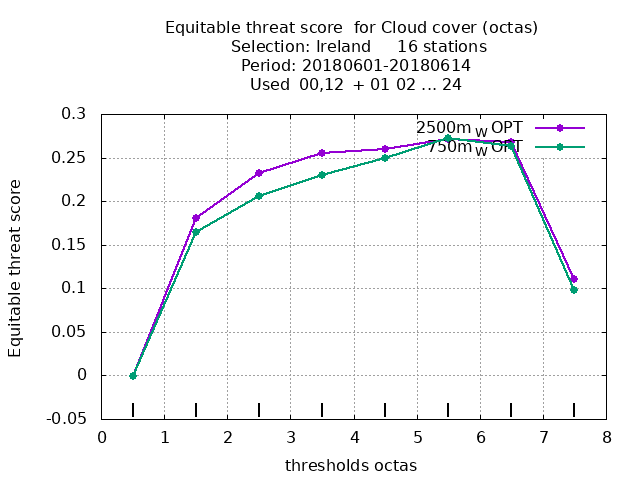 Equitable threat score  for Cloud cover (octas)
Selection: Ireland     16 stations
Period: 20180601-20180614
Used  00,12  + 01 02 ... 24
2500m W OPT
750m W OPT
0.3
0.25
0.2
0.15
0.1
0.05
0
-0.05
Equitable threat score
0 1 2 3 4 5 6 7 8
thresholds octas